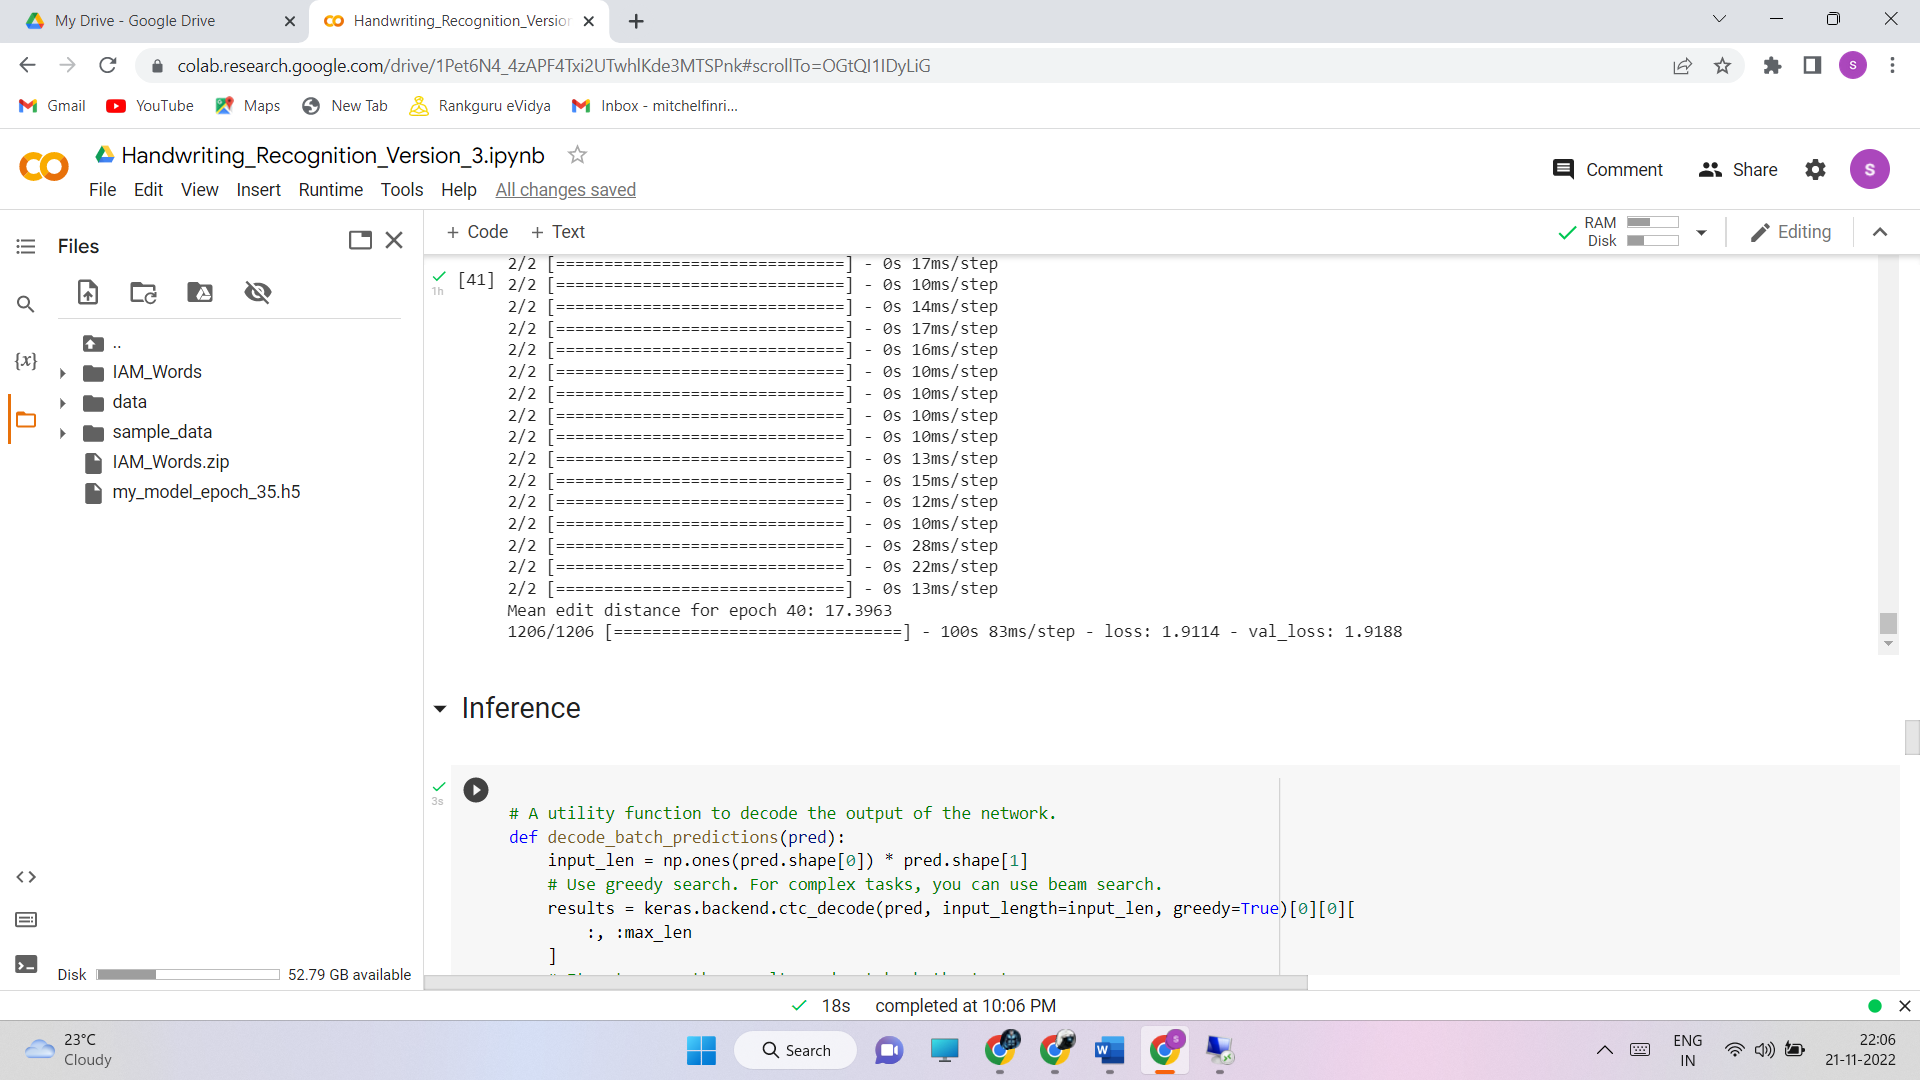 My Drive - Google Drive
Handwriting_Recognition_Version
colab.research.google.com/drive/1Pet6N4_4zAPF4Txi2UTwhlKde3MTSPnk#scrollTo=OGtQI1IDyLiG
S
Gmail
YouTube
Maps
New Tab
Rankguru eVidya
Inbox - mitchelfinri...
Handwriting_Recognition_Version_3.ipynb
File Edit View Insert Runtime Tools Help All changes saved
Comment
Share
S
Files
+ Code + Text
RAM
Disk
Editing
{x}
..
IAM_Words
data
sample_data
IAM_Words.zip
my_model_epoch_35.h5
Disk
52.79 GB available
1h
[41]
2/2 [==============================] - 0s 17ms/step
2/2 [==============================] - 0s 10ms/step
2/2 [==============================] - 0s 14ms/step
2/2 [==============================] - 0s 17ms/step
2/2 [==============================] - 0s 16ms/step
2/2 [==============================] - 0s 10ms/step
2/2 [==============================] - 0s 10ms/step
2/2 [==============================] - 0s 10ms/step
2/2 [==============================] - 0s 10ms/step
2/2 [==============================] - 0s 13ms/step
2/2 [==============================] - 0s 15ms/step
2/2 [==============================] - 0s 12ms/step
2/2 [==============================] - 0s 10ms/step
2/2 [==============================] - 0s 28ms/step
2/2 [==============================] - 0s 22ms/step
2/2 [==============================] - 0s 13ms/step
Mean edit distance for epoch 40: 17.3963
1206/1206 [==============================] - 100s 83ms/step - loss: 1.9114 - val_loss: 1.9188
Inference
3s
# A utility function to decode the output of the network.
def decode_batch_predictions(pred):
    input_len = np.ones(pred.shape[0]) * pred.shape[1]
    # Use greedy search. For complex tasks, you can use beam search.
    results = keras.backend.ctc_decode(pred, input_length=input_len, greedy=True)[0][0][
        :, :max_len
    ]
18s completed at 10:06 PM
23°C
Cloudy
Search
ENG
IN
22:06
21-11-2022